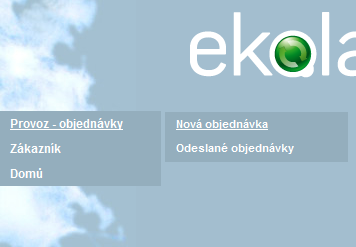 ekola
Provoz - objednávky
Zákazník
Domů
Nová objednávka
Odeslané objednávky